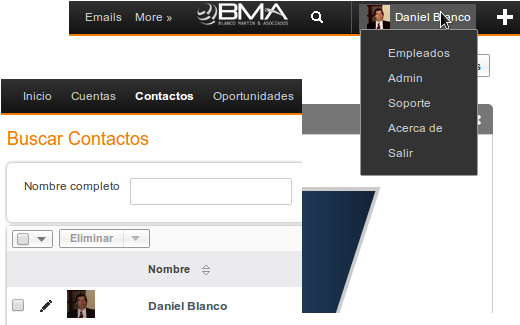 Emails More » BMA Daniel Blanco
BLANCO MARTIN & ASOCIADOS
Empleados
Admin
Soporte
Acerca de
Salir
Inicio Cuentas Contactos Oportunidades
Buscar Contactos
Nombre completo
Eliminar
Nombre
Daniel Blanco